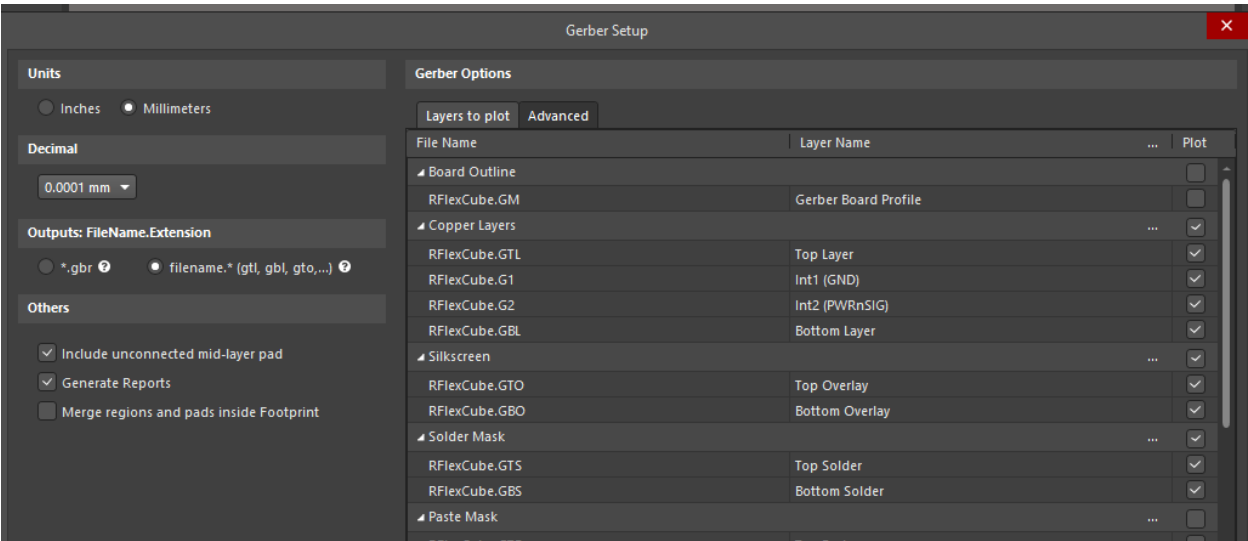 Gerber Setup
Units
Inches Millimeters
Decimal
0.0001 mm
Outputs: FileName.Extension
*.gbr ? filename.* (gtl, gbl, gto,...) ?
Others
Include unconnected mid-layer pad
Generate Reports
Merge regions and pads inside Footprint
Gerber Options
Layers to plot Advanced
File Name Layer Name ... Plot
Board Outline
RFlexCube.GM Gerber Board Profile
Copper Layers ...
RFlexCube.GTL Top Layer
RFlexCube.G1 Int1 (GND)
RFlexCube.G2 Int2 (PWRnSIG)
RFlexCube.GBL Bottom Layer
Silkscreen ...
RFlexCube.GTO Top Overlay
RFlexCube.GBO Bottom Overlay
Solder Mask ...
RFlexCube.GTS Top Solder
RFlexCube.GBS Bottom Solder
Paste Mask ...